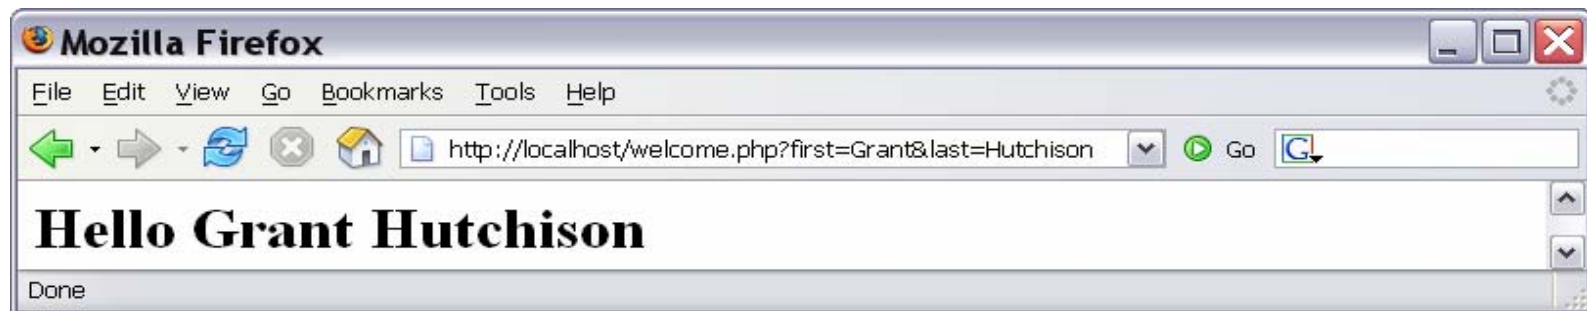 Mozilla Firefox
File Edit View Go Bookmarks Tools Help
http://localhost/welcome.php?first=Grant&last=Hutchison Go G
Hello Grant Hutchison
Done